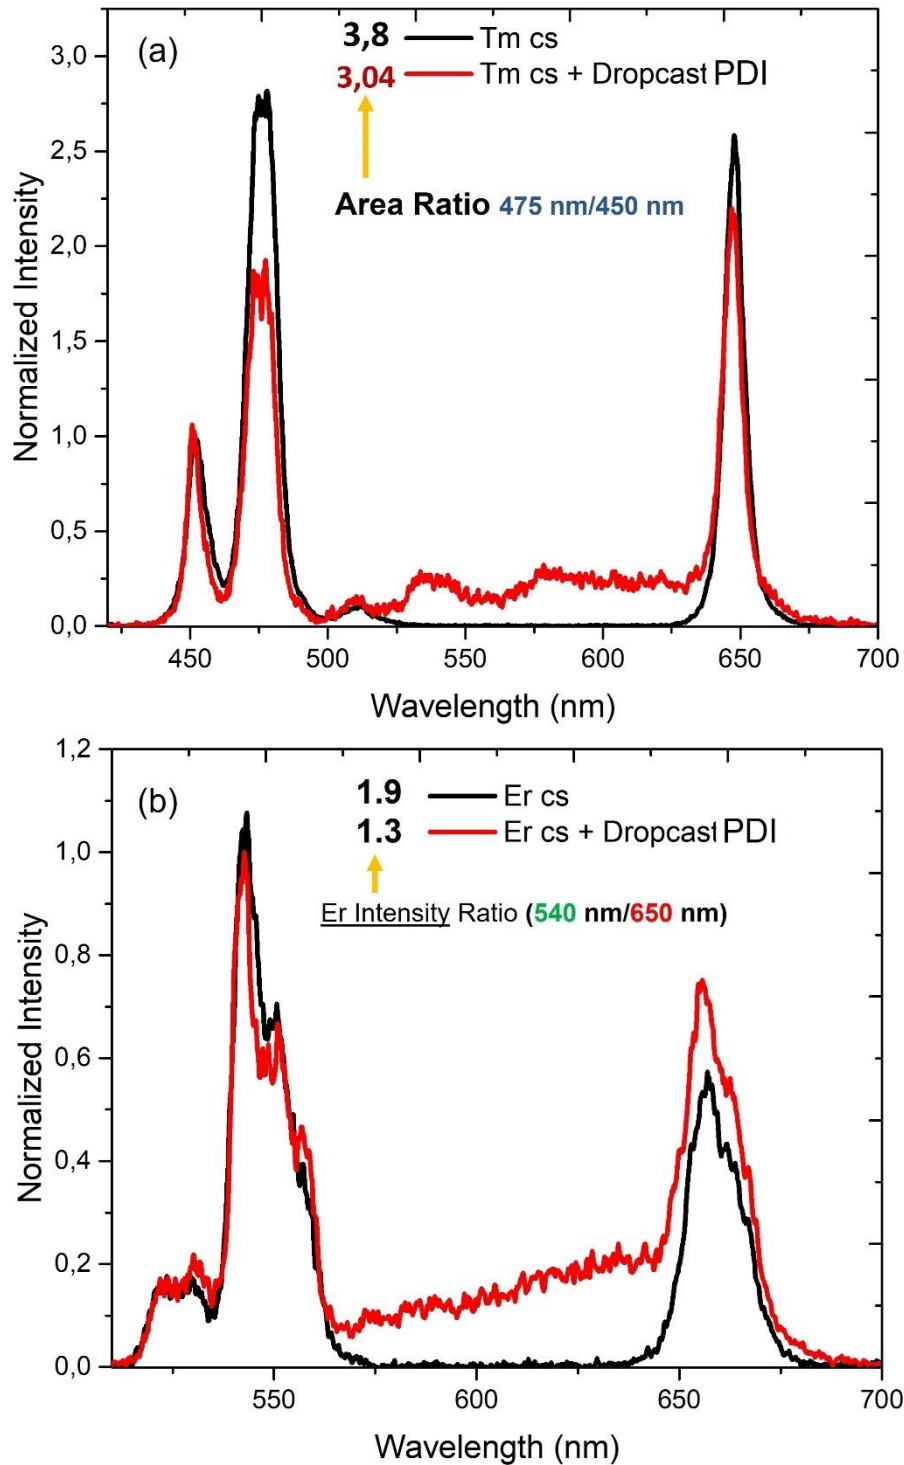 (a)
3,8 Tm cs
3,04 Tm cs + Dropcast PDI
Area Ratio 475 nm/450 nm
Normalized Intensity
3,0
2,5
2,0
1,5
1,0
0,5
0,0
450 500 550 600 650 700
Wavelength (nm)
(b)
1.9 Er cs
1.3 Er cs + Dropcast PDI
Er Intensity Ratio (540 nm/650 nm)
Normalized Intensity
1,2
1,0
0,8
0,6
0,4
0,2
0,0
550 600 650 700
Wavelength (nm)